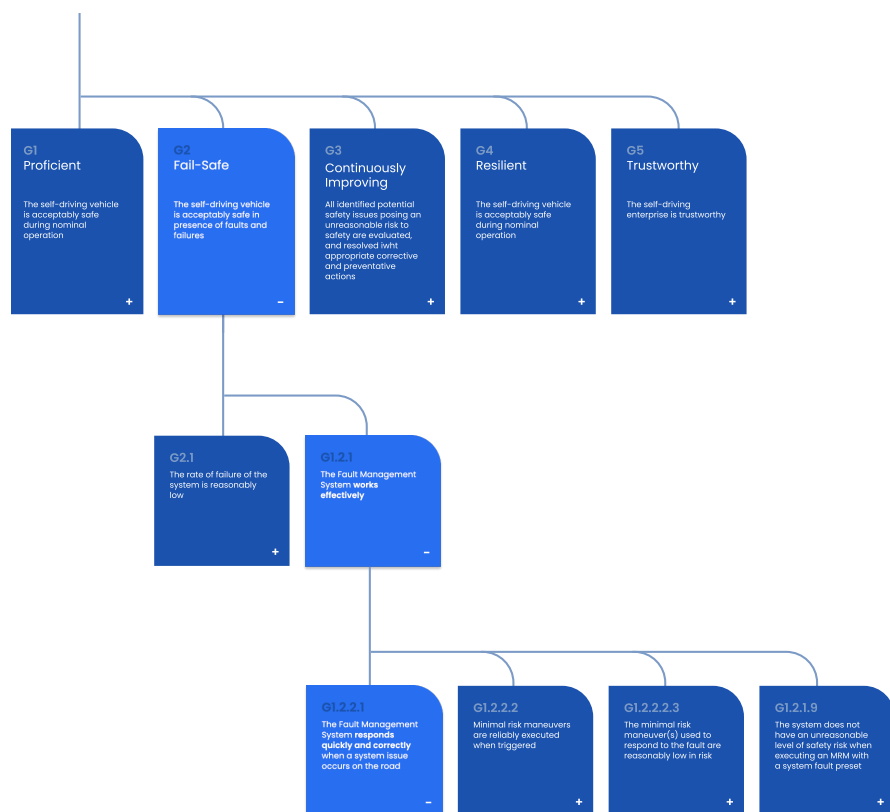 G1
Proficient
The self-driving vehicle
is acceptably safe
during nominal
operation
+
G2
Fail-Safe
The self-driving vehicle
is acceptably safe in
presence of faults and
failures
–
G3
Continuously
Improving
All identified potential
safety issues posing an
unreasonable risk to
safety are evaluated,
and resolved iwht
appropriate corrective
and preventative
actions
+
G4
Resilient
The self-driving vehicle
is acceptably safe
during nominal
operation
+
G5
Trustworthy
The self-driving
enterprise is trustworthy
+
G2.1
The rate of failure of the
system is reasonably
low
+
G1.2.1
The Fault Management
System works
effectively
–
G1.2.2.1
The Fault Management
System responds
quickly and correctly
when a system issue
occurs on the road
–
G1.2.2.2
Minimal risk maneuvers
are reliably executed
when triggered
+
G1.2.2.2.3
The minimal risk
maneuver(s) used to
respond to the fault are
reasonably low in risk
+
G1.2.1.9
The system does not
have an unreasonable
level of safety risk when
executing an MRM with
a system fault preset
+